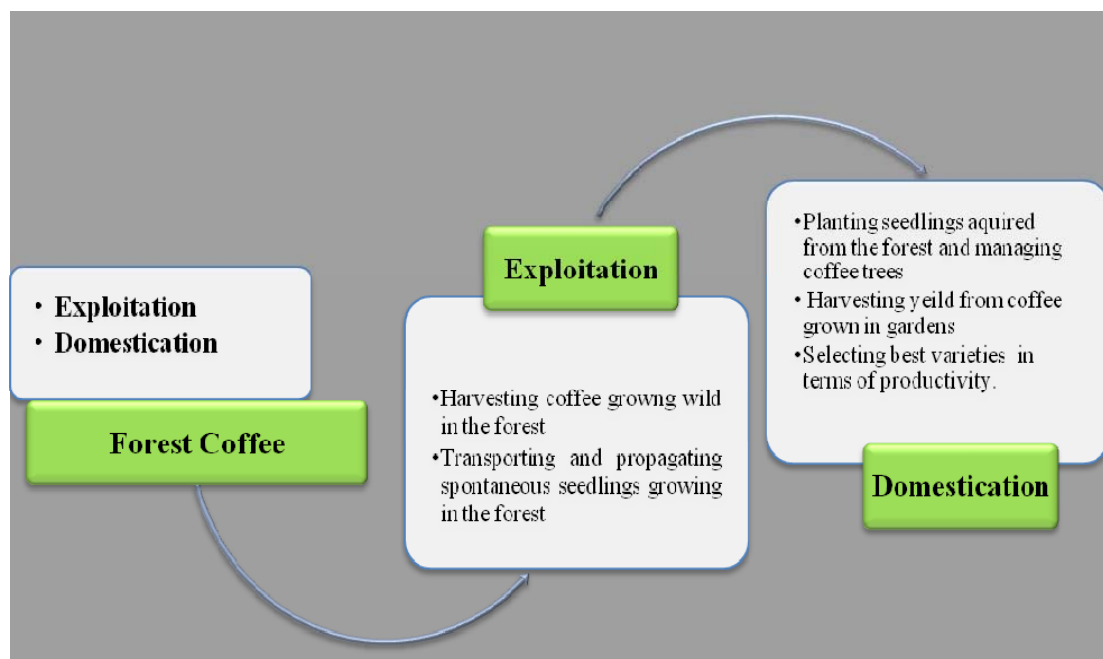 • Exploitation
• Domestication
Forest Coffee
Exploitation
•Harvesting coffee growng wild
in the forest
•Transporting and propagating
spontaneous seedlings growing
in the forest
•Planting seedlings aquired
from the forest and managing
coffee trees
• Harvesting yeild from coffee
grown in gardens
•Selecting best varieties in
terms of productivity.
Domestication